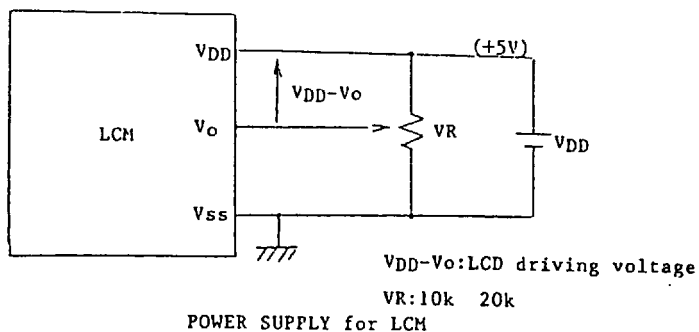 VDD
(+5V)
VDD-Vo
LCM
Vo
VR
VDD
Vss
VDD-Vo:LCD driving voltage
VR:10k 20k
POWER SUPPLY for LCM